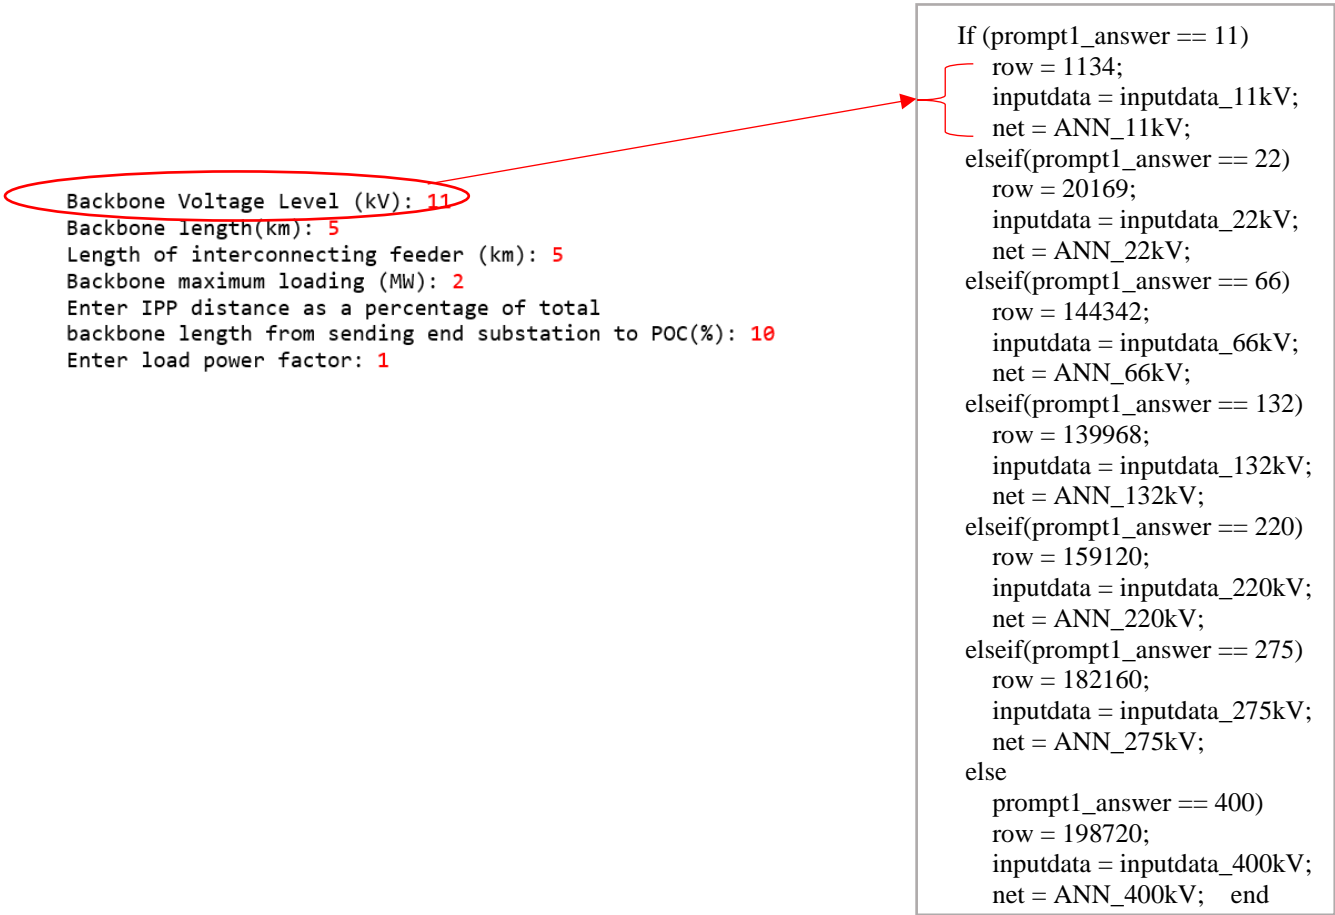 Backbone Voltage Level (kV): 11
Backbone length(km): 5
Length of interconnecting feeder (km): 5
Backbone maximum loading (MW): 2
Enter IPP distance as a percentage of total
backbone length from sending end substation to POC(%): 10
Enter load power factor: 1
If (prompt1_answer == 11)
row = 1134;
inputdata = inputdata_11kV;
net = ANN_11kV;
elseif(prompt1_answer == 22)
row = 20169;
inputdata = inputdata_22kV;
net = ANN_22kV;
elseif(prompt1_answer == 66)
row = 144342;
inputdata = inputdata_66kV;
net = ANN_66kV;
elseif(prompt1_answer == 132)
row = 139968;
inputdata = inputdata_132kV;
net = ANN_132kV;
elseif(prompt1_answer == 220)
row = 159120;
inputdata = inputdata_220kV;
net = ANN_220kV;
elseif(prompt1_answer == 275)
row = 182160;
inputdata = inputdata_275kV;
net = ANN_275kV;
else
prompt1_answer == 400)
row = 198720;
inputdata = inputdata_400kV;
net = ANN_400kV; end